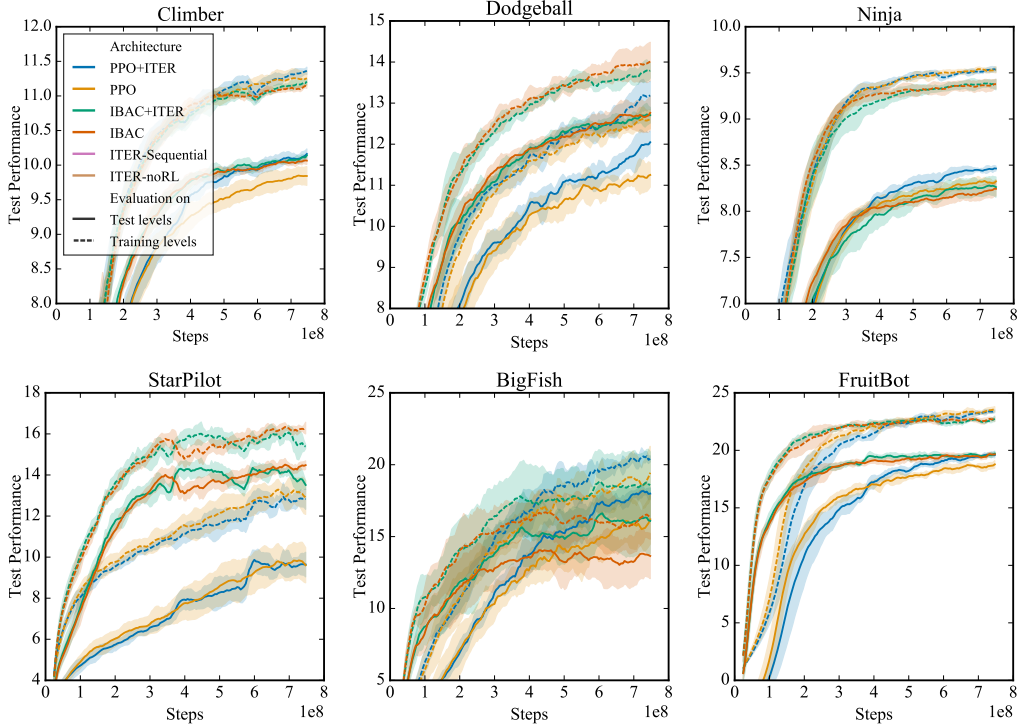 Climber
Dodgeball
Ninja
12.0
11.5
11.0
10.5
10.0
9.5
9.0
8.5
8.0
Test Performance
Architecture
PPO+ITER
PPO
IBAC+ITER
IBAC
ITER-Sequential
ITER-noRL
Evaluation on
Test levels
Training levels
0 1 2 3 4 5 6 7 8
Steps
1e8
15
14
13
12
11
10
9
8
Test Performance
0 1 2 3 4 5 6 7 8
Steps
1e8
10.0
9.5
9.0
8.5
8.0
7.5
7.0
Test Performance
0 1 2 3 4 5 6 7 8
Steps
1e8
StarPilot
BigFish
FruitBot
18
16
14
12
10
8
6
4
Test Performance
0 1 2 3 4 5 6 7 8
Steps
1e8
25
20
15
10
5
Test Performance
0 1 2 3 4 5 6 7 8
Steps
1e8
25
20
15
10
5
0
Test Performance
0 1 2 3 4 5 6 7 8
Steps
1e8